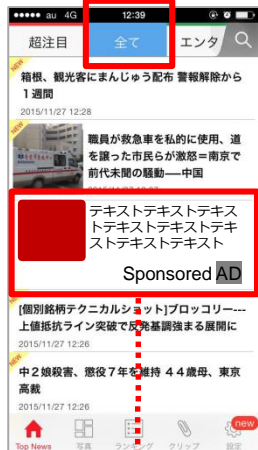 au 4G 12:39
超注目 全て エンタ
NEW
箱根、観光客にまんじゅう配布 警報解除から
1週間
2015/11/27 12:28
NEW
職員が救急車を私的に使用、道
を譲った市民らが激怒＝南京で
前代未聞の騒動──中国
テキストテキストテキス
トテキストテキストテキ
ストテキストテキスト
Sponsored AD
NEW
[個別銘柄テクニカルショット]ブロッコリー---
上値抵抗ライン突破で反発基調強まる展開に
2015/11/27 12:26
NEW
中2娘殺害、懲役7年を維持 44歳母、東京
高裁
2015/11/27 12:26
new
Top News 写真 ランキング クリップ 設定